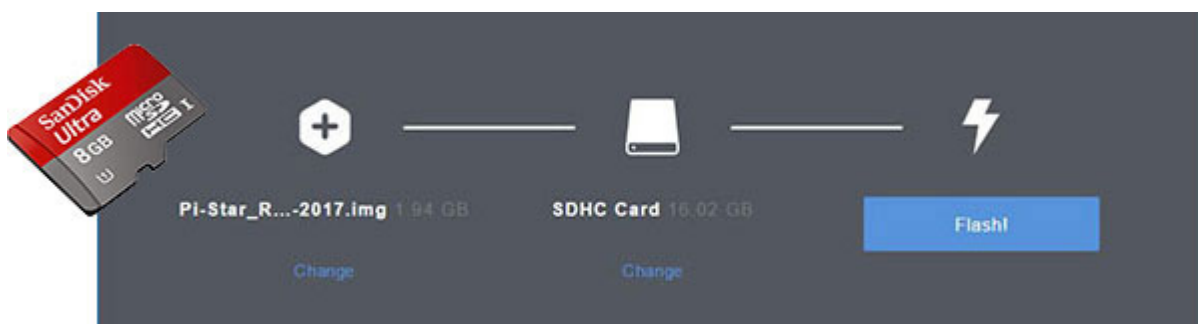 SanDisk
Ultra
8GB
micro
SD
HC I
U1
Pi-Star_R...-2017.img 1.94 GB
SDHC Card 16.02 GB
Flash!
Change
Change